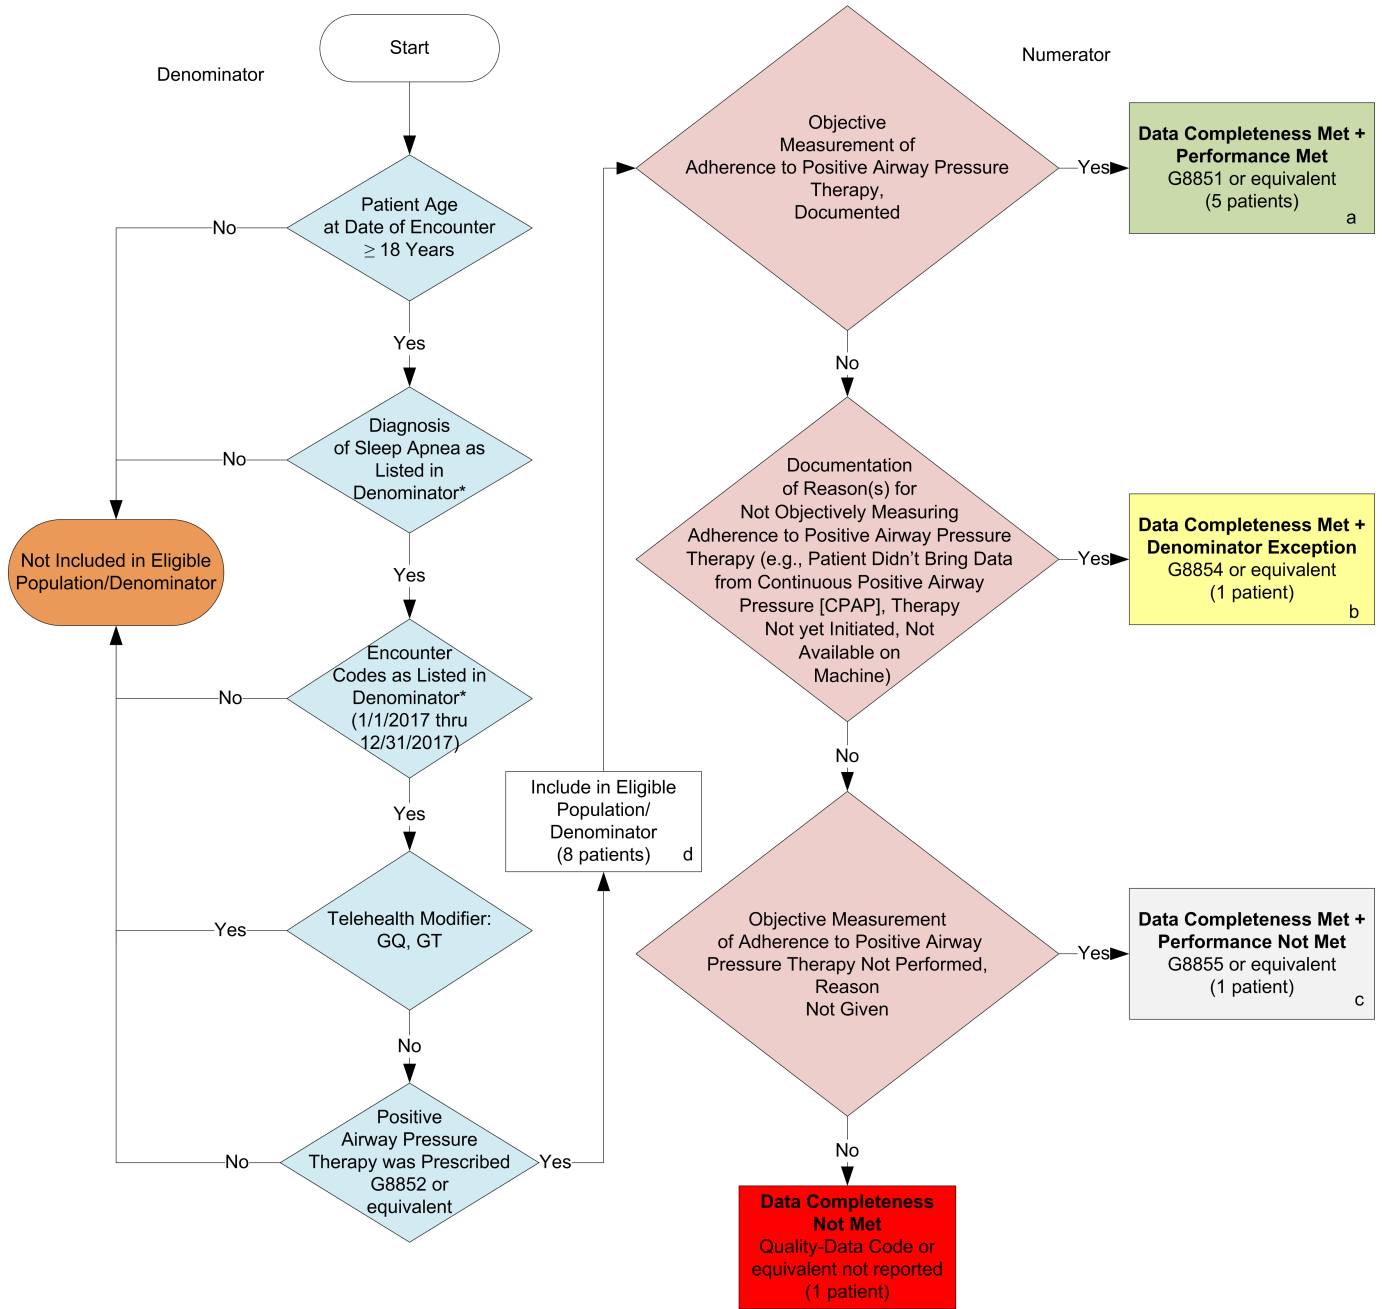 Start
Denominator
Patient Age
at Date of Encounter
≥ 18 Years
No
Yes
Diagnosis
of Sleep Apnea as
Listed in
Denominator*
No
Yes
Not Included in Eligible
Population/Denominator
Encounter
Codes as Listed in
Denominator*
(1/1/2017 thru
12/31/2017)
No
Yes
Telehealth Modifier:
GQ, GT
Yes
No
Positive
Airway Pressure
Therapy was Prescribed
G8852 or
equivalent
No
Yes
Include in Eligible
Population/
Denominator
(8 patients)
d
Numerator
Objective
Measurement of
Adherence to Positive Airway Pressure
Therapy,
Documented
Yes
Data Completeness Met +
Performance Met
G8851 or equivalent
(5 patients)
a
No
Documentation
of Reason(s) for
Not Objectively Measuring
Adherence to Positive Airway Pressure
Therapy (e.g., Patient Didn’t Bring Data
from Continuous Positive Airway
Pressure [CPAP], Therapy
Not yet Initiated, Not
Available on
Machine)
Yes
Data Completeness Met +
Denominator Exception
G8854 or equivalent
(1 patient)
b
No
Objective Measurement
of Adherence to Positive Airway
Pressure Therapy Not Performed,
Reason
Not Given
Yes
Data Completeness Met +
Performance Not Met
G8855 or equivalent
(1 patient)
c
No
Data Completeness
Not Met
Quality-Data Code or
equivalent not reported
(1 patient)